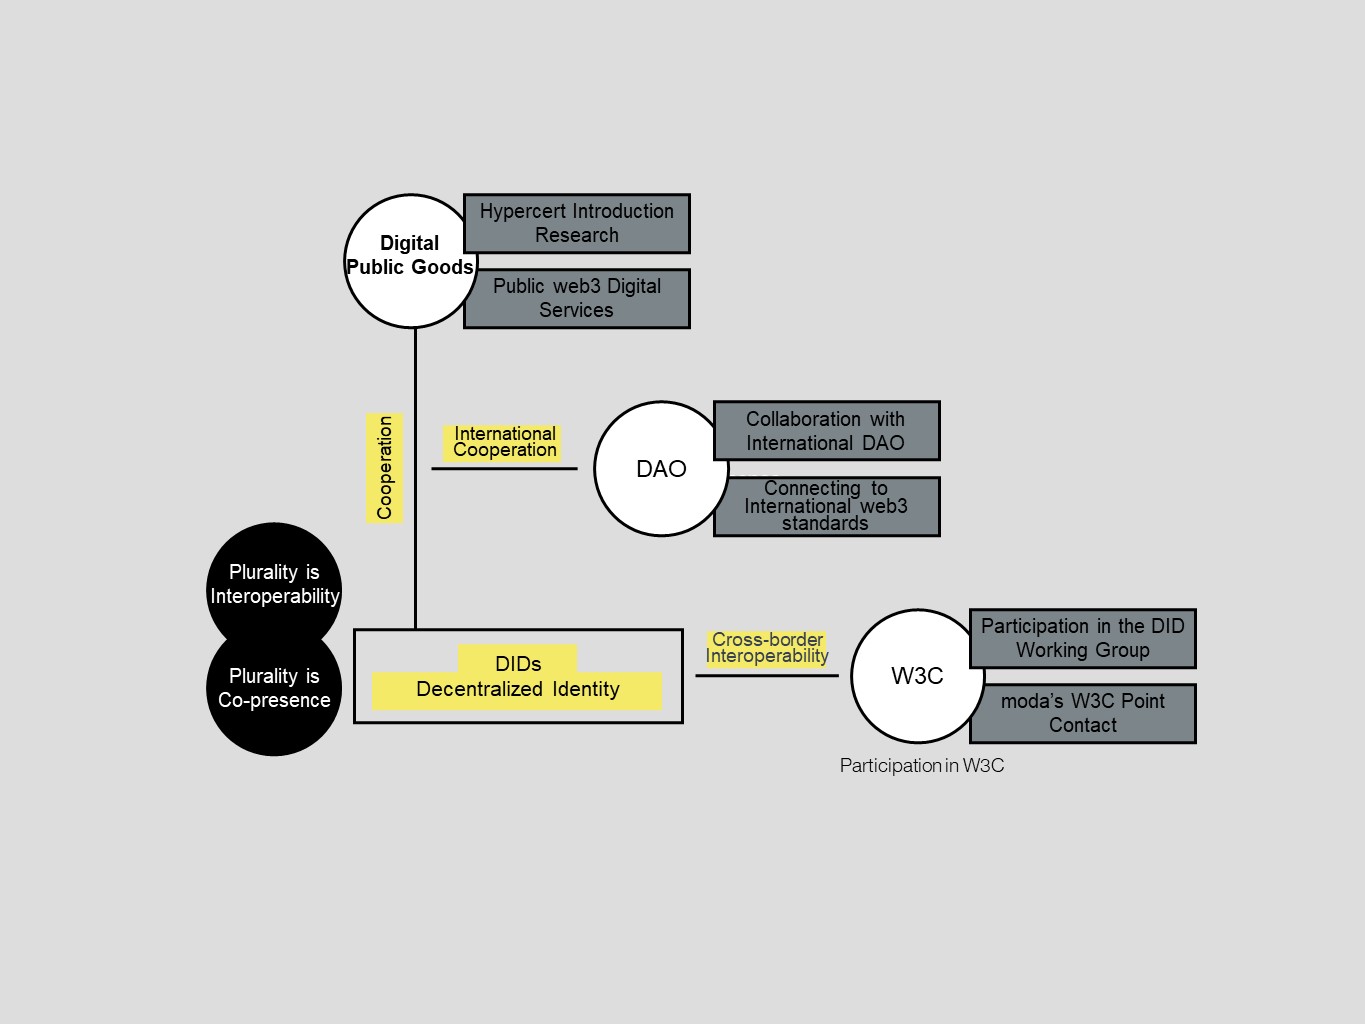 Digital
Public Goods
Hypercert Introduction
Research
Public web3 Digital
Services
Cooperation
International
Cooperation
DAO
Collaboration with
International DAO
Connecting to
International web3
standards
Plurality is
Interoperability
Plurality is
Co-presence
DIDs
Decentralized Identity
Cross-border
Interoperability
W3C
Participation in the DID
Working Group
moda's W3C Point
Contact
Participation in W3C